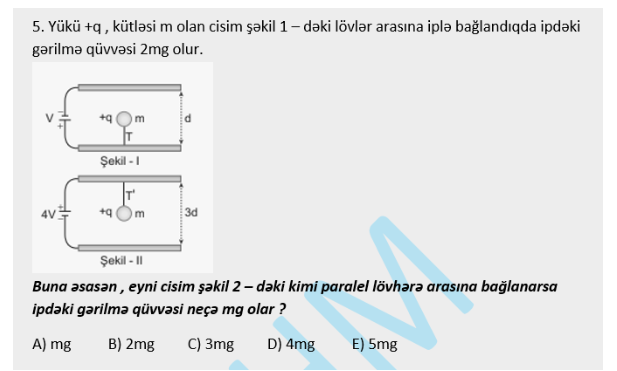 5. Yükü +q , kütləsi m olan cisim şəkil 1 – dəki lövlər arasına iplə bağlandıqda ipdəki
gərilmə qüvvəsi 2mg olur.
V
+q m d
T
Şekil - I
T'
4V +q m 3d
Şekil - II
Buna əsasən , eyni cisim şəkil 2 – dəki kimi paralel lövhərə arasına bağlanarsa
ipdəki gərilmə qüvvəsi neçə mg olar ?
A) mg B) 2mg C) 3mg D) 4mg E) 5mg